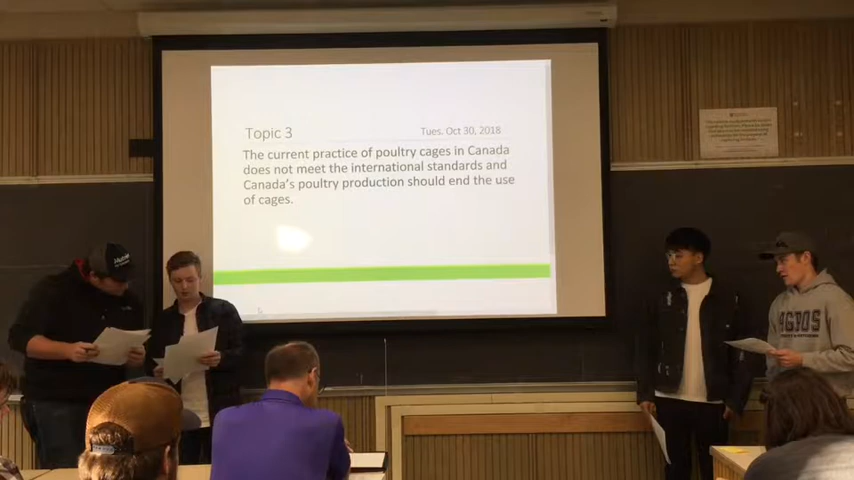 Topic 3
Tues. Oct 30, 2018
The current practice of poultry cages in Canada
does not meet the international standards and
Canada's poultry production should end the use
of cages.